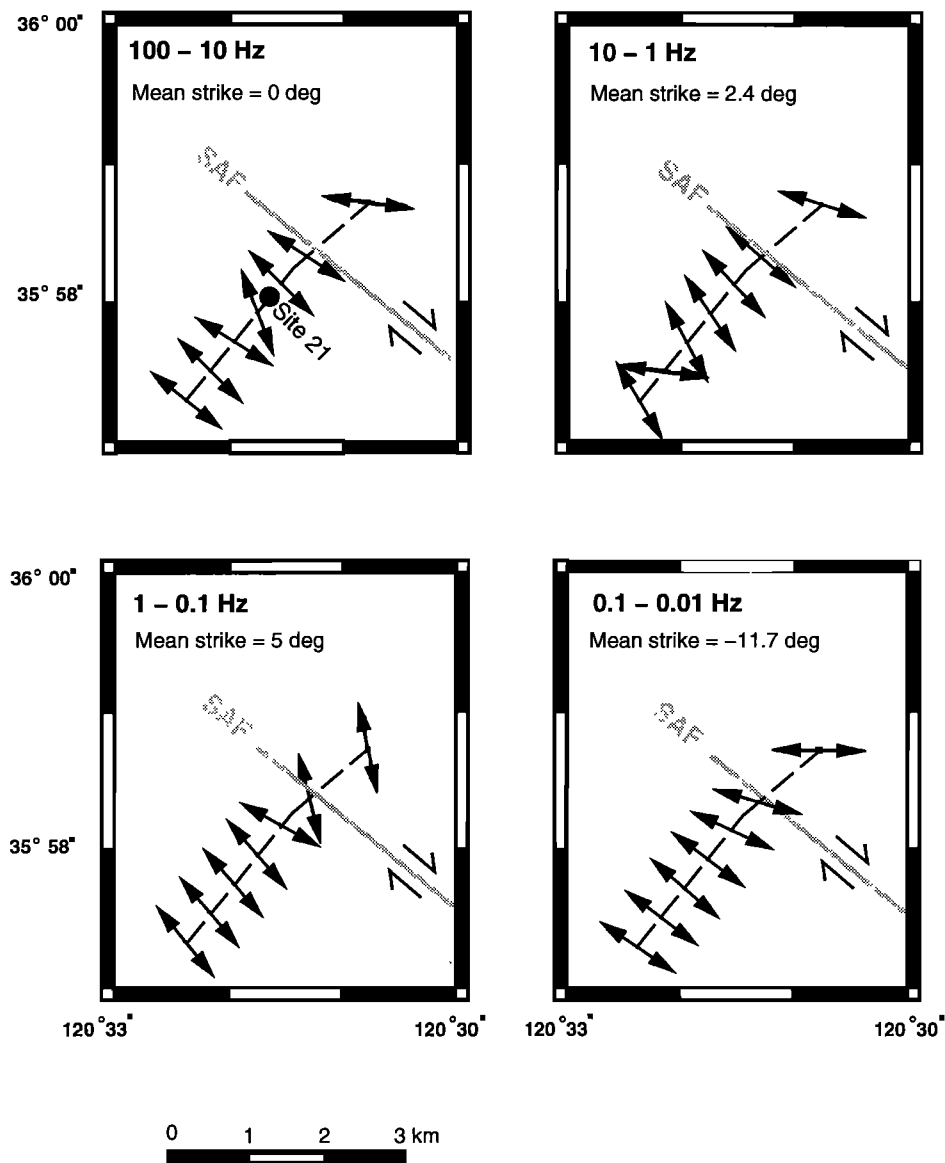 36° 00'
100 – 10 Hz
Mean strike = 0 deg
SAF
Site 21
35° 58'
10 – 1 Hz
Mean strike = 2.4 deg
SAF
36° 00'
1 – 0.1 Hz
Mean strike = 5 deg
SAF
35° 58'
120°33'
120°30'
0.1 – 0.01 Hz
Mean strike = –11.7 deg
SAF
120°33'
120°30'
0 1 2 3 km